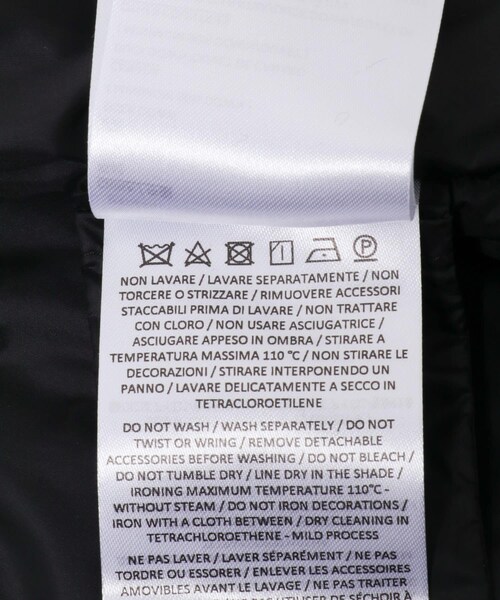 P
NON LAVARE / LAVARE SEPARATAMENTE / NON
TORCERE O STRIZZARE / RIMUOVERE ACCESSORI
STACCABILI PRIMA DI LAVARE / NON TRATTARE
CON CLORO / NON USARE ASCIUGATRICE /
ASCIUGARE APPESO IN OMBRA / STIRARE A
TEMPERATURA MASSIMA 110 °C / NON STIRARE LE
DECORAZIONI / STIRARE INTERPONENDO UN
PANNO / LAVARE DELICATAMENTE A SECCO IN
TETRACLOROETILENE
DO NOT WASH / WASH SEPARATELY / DO NOT
TWIST OR WRING / REMOVE DETACHABLE
ACCESSORIES BEFORE WASHING / DO NOT BLEACH /
DO NOT TUMBLE DRY / LINE DRY IN THE SHADE /
IRONING MAXIMUM TEMPERATURE 110°C -
WITHOUT STEAM / DO NOT IRON DECORATIONS /
IRON WITH A CLOTH BETWEEN / DRY CLEANING IN
TETRACHLOROETHENE - MILD PROCESS
NE PAS LAVER / LAVER SÉPARÉMENT / NE PAS
TORDRE OU ESSORER / ENLEVER LES ACCESSOIRES
AMOVIBLES AVANT LE LAVAGE / NE PAS TRAITER
PAS UTILISER DE SÉCHOIR À